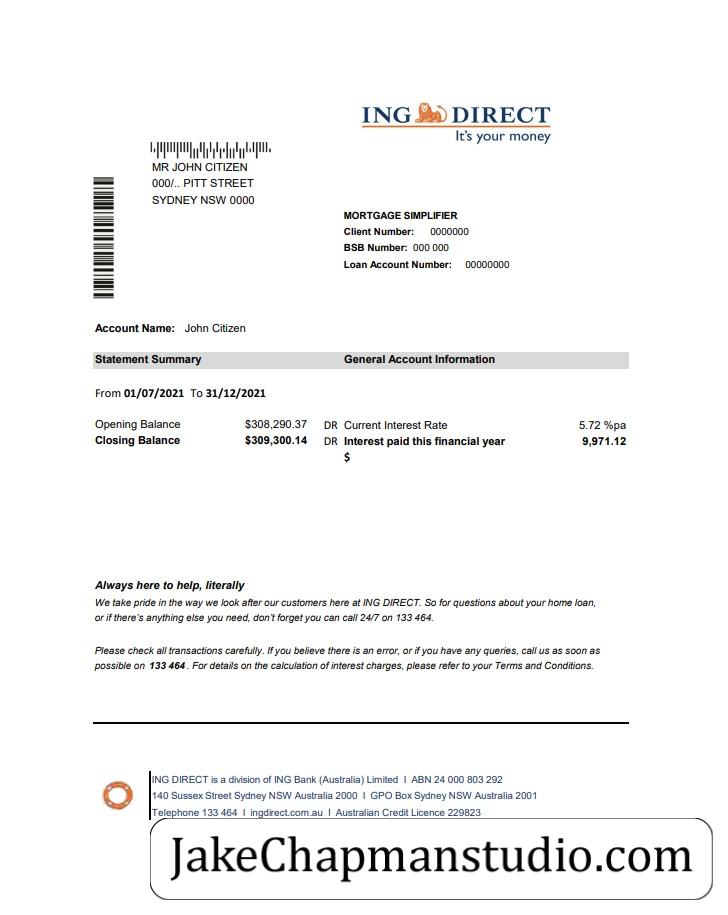 ING DIRECT
It's your money
MR JOHN CITIZEN
000/.. PITT STREET
SYDNEY NSW 0000
MORTGAGE SIMPLIFIER
Client Number: 0000000
BSB Number: 000 000
Loan Account Number: 00000000
Account Name: John Citizen
Statement Summary General Account Information
From 01/07/2021 To 31/12/2021
Opening Balance $308,290.37 DR Current Interest Rate 5.72 %pa
Closing Balance $309,300.14 DR Interest paid this financial year 9,971.12
$
Always here to help, literally
We take pride in the way we look after our customers here at ING DIRECT. So for questions about your home loan,
or if there's anything else you need, don't forget you can call 24/7 on 133 464.
Please check all transactions carefully. If you believe there is an error, or if you have any queries, call us as soon as
possible on 133 464 . For details on the calculation of interest charges, please refer to your Terms and Conditions.
ING DIRECT is a division of ING Bank (Australia) Limited I ABN 24 000 803 292
140 Sussex Street Sydney NSW Australia 2000 I GPO Box Sydney NSW Australia 2001
Telephone 133 464 I ingdirect.com.au I Australian Credit Licence 229823
JakeChapmanstudio.com